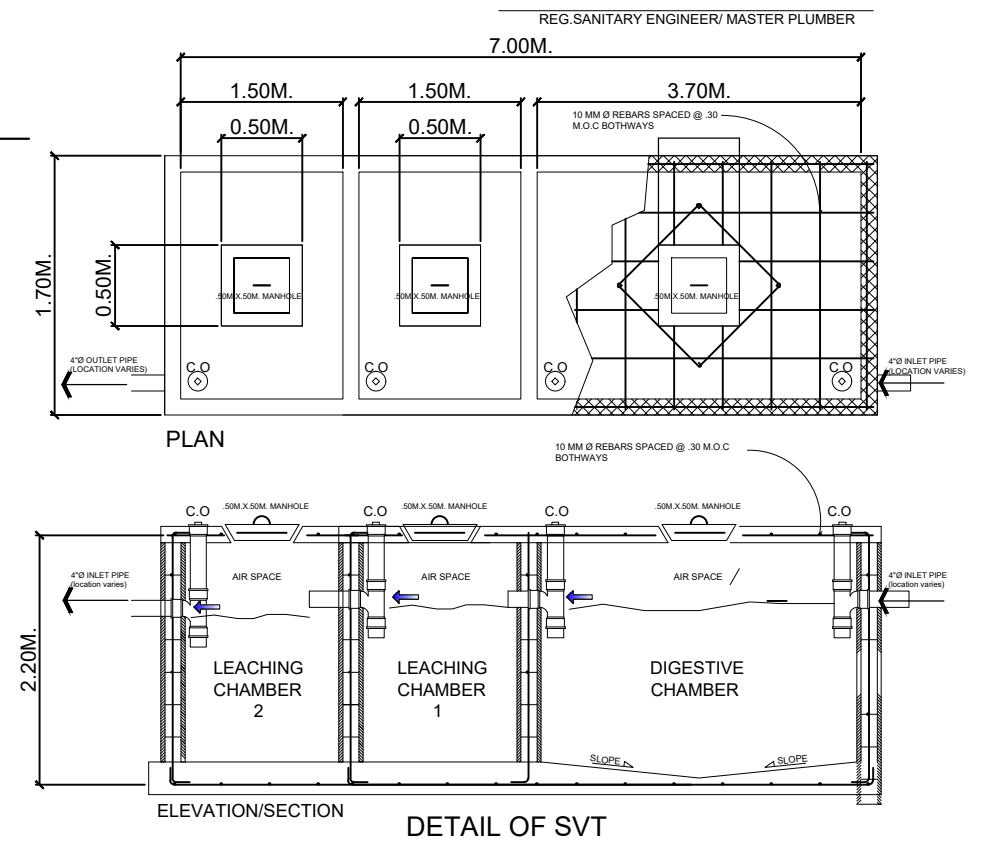 REG.SANITARY ENGINEER/ MASTER PLUMBER
7.00M.
1.50M.
1.50M.
3.70M.
0.50M.
0.50M.
10 MM Ø REBARS SPACED @ .30
M.O.C BOTHWAYS
1.70M.
0.50M.
.50M.X.50M. MANHOLE
.50M.X.50M. MANHOLE
.50M.X.50M. MANHOLE
4"Ø OUTLET PIPE
(LOCATION VARIES)
C.O
C.O
C.O
C.O
4"Ø INLET PIPE
(LOCATION VARIES)
PLAN
10 MM Ø REBARS SPACED @ .30 M.O.C
BOTHWAYS
C.O
.50M.X.50M. MANHOLE
C.O
.50M.X.50M. MANHOLE
C.O
.50M.X.50M. MANHOLE
C.O
4"Ø INLET PIPE
(location varies)
AIR SPACE
AIR SPACE
AIR SPACE
4"Ø INLET PIPE
(location varies)
2.20M.
LEACHING
CHAMBER
2
LEACHING
CHAMBER
1
DIGESTIVE
CHAMBER
SLOPE
SLOPE
ELEVATION/SECTION
DETAIL OF SVT